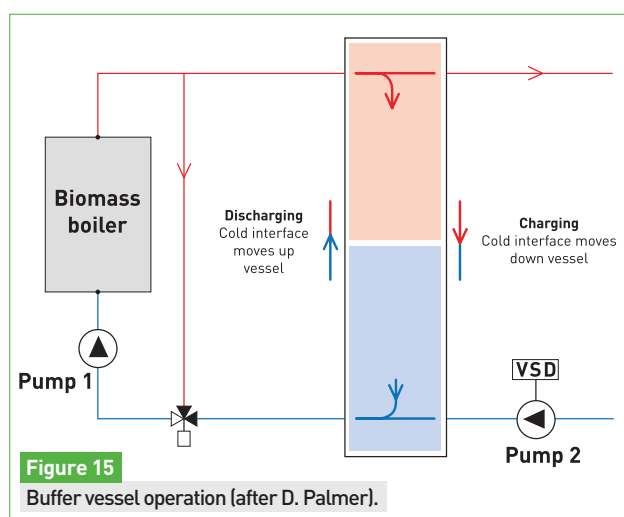 Biomass
boiler
Discharging
Cold interface
moves up
vessel
Charging
Cold interface moves
down vessel
Pump 1
VSD
Pump 2
Figure 15
Buffer vessel operation (after D. Palmer).